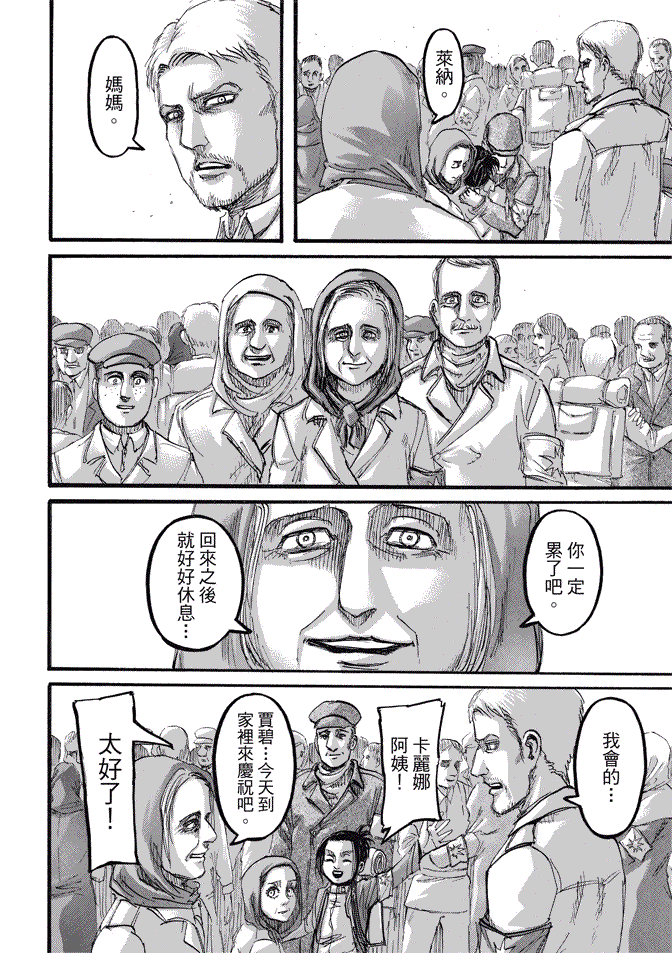 萊納。
媽媽。
你一定
累了吧。
回來之後
就好好休息…
我會的…
卡麗娜
阿姨！
賈碧…今天到
家裡來慶祝吧。
太好了！